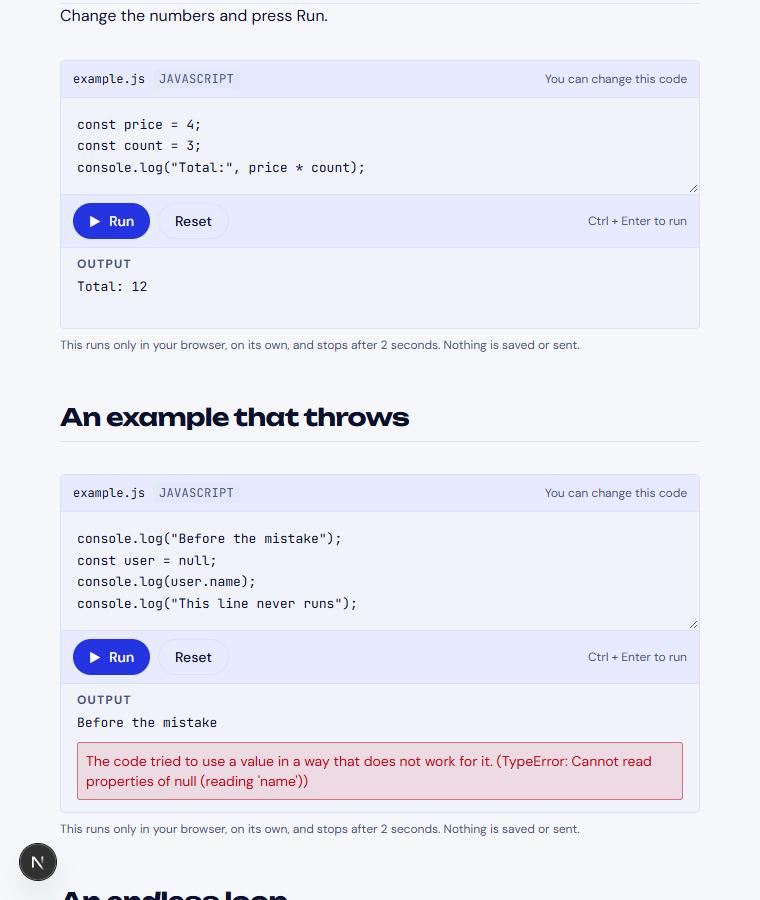 Change the numbers and press Run.
example.js JAVASCRIPT You can change this code
const price = 4;
const count = 3;
console.log("Total:", price * count);
Run Reset Ctrl + Enter to run
OUTPUT
Total: 12
This runs only in your browser, on its own, and stops after 2 seconds. Nothing is saved or sent.
An example that throws
example.js JAVASCRIPT You can change this code
console.log("Before the mistake");
const user = null;
console.log(user.name);
console.log("This line never runs");
Run Reset Ctrl + Enter to run
OUTPUT
Before the mistake
The code tried to use a value in a way that does not work for it. (TypeError: Cannot read
properties of null (reading 'name'))
This runs only in your browser, on its own, and stops after 2 seconds. Nothing is saved or sent.
N
An endless loop